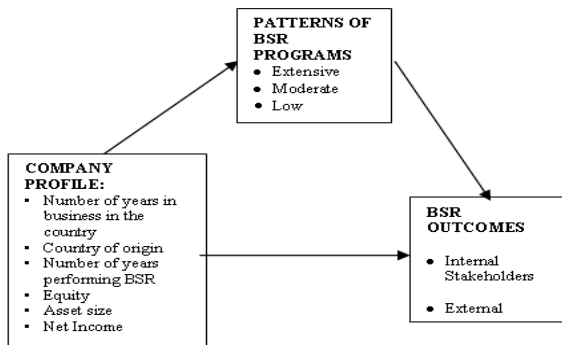 PATTERNS OF
BSR
PROGRAMS
● Extensive
● Moderate
● Low
COMPANY
PROFILE:
▪ Number of years in
business in the
country
▪ Country of origin
▪ Number of years
performing BSR
▪ Equity
▪ Asset size
▪ Net Income
BSR
OUTCOMES
● Internal
Stakeholders
● External